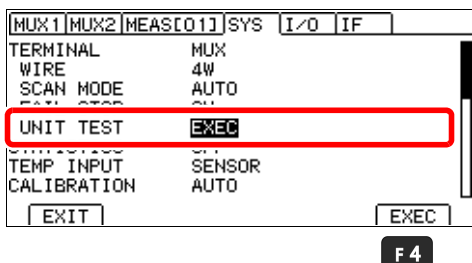 MUX1 MUX2 MEAS[01] SYS I/O IF
TERMINAL MUX
WIRE 4W
SCAN MODE AUTO
UNIT TEST EXEC
TEMP INPUT SENSOR
CALIBRATION AUTO
EXIT EXEC
F4